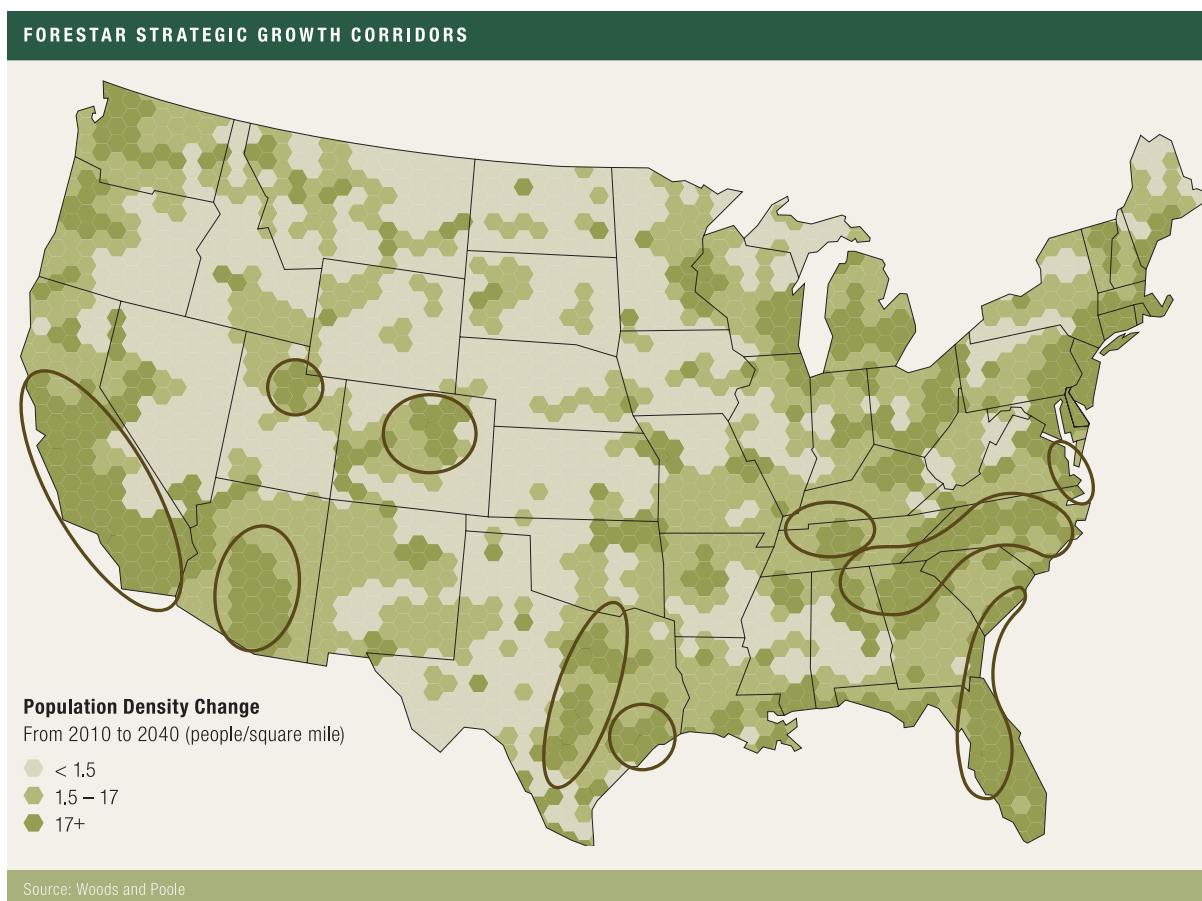 FORESTAR STRATEGIC GROWTH CORRIDORS
Population Density Change
From 2010 to 2040 (people/square mile)
< 1.5
1.5 – 17
17+
Source: Woods and Poole